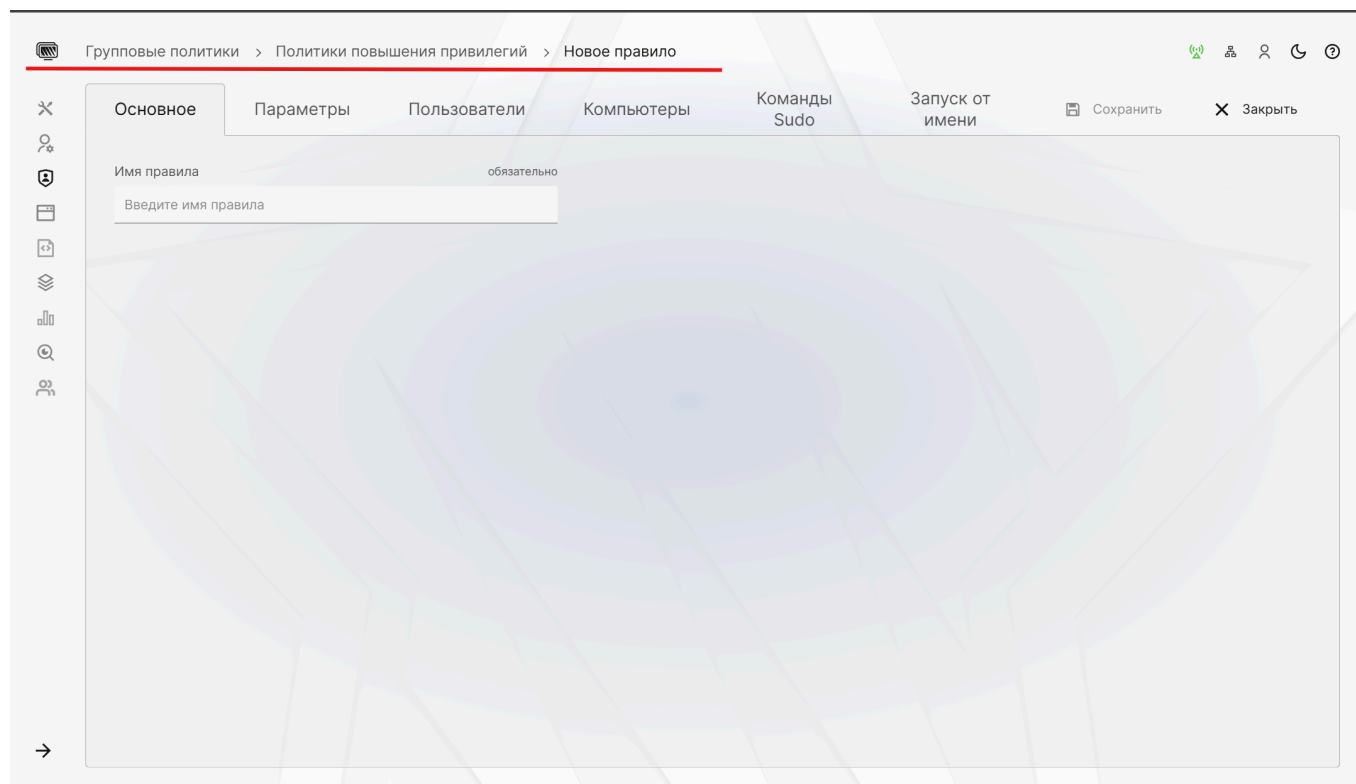 Групповые политики > Политики повышения привилегий > Новое правило
Основное Параметры Пользователи Компьютеры Команды Sudo Запуск от имени Сохранить Закрыть
Имя правила обязательно
Введите имя правила